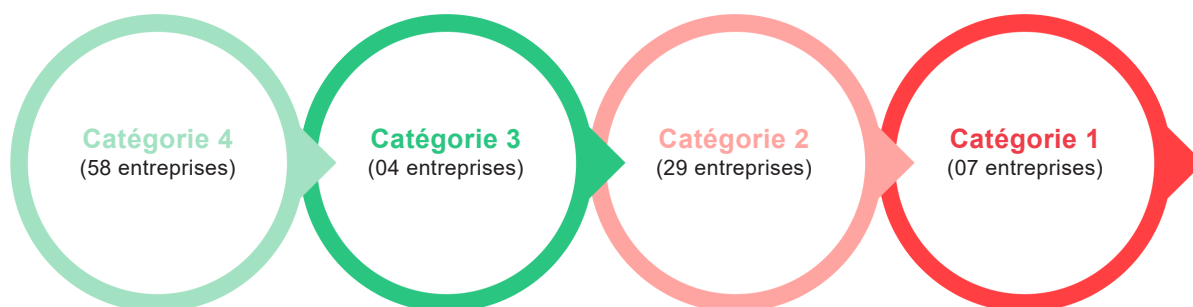 Catégorie 4
(58 entreprises)
Catégorie 3
(04 entreprises)
Catégorie 2
(29 entreprises)
Catégorie 1
(07 entreprises)